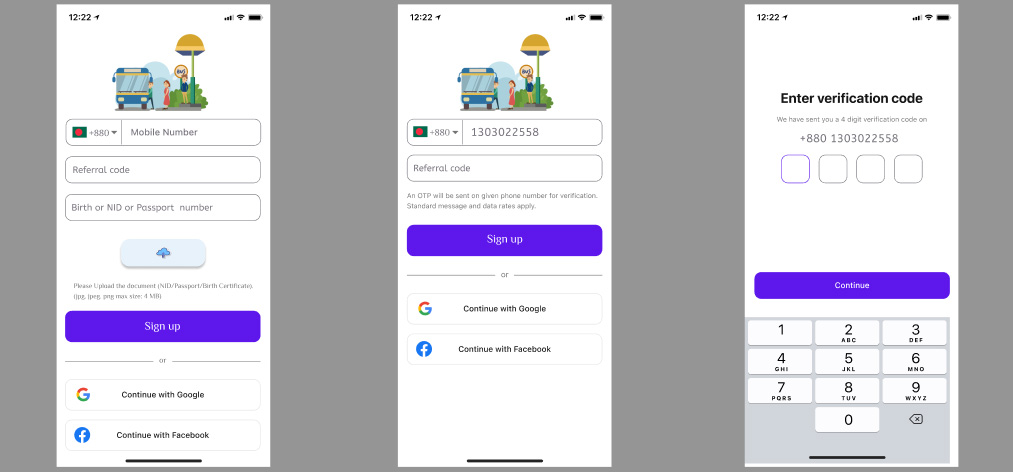 12:22
BUS
+880
Mobile Number
Referral code
Birth or NID or Passport number
Please Upload the document (NID/Passport/Birth Certificate).
(jpg, jpeg, png max size: 4 MB)
Sign up
or
Continue with Google
Continue with Facebook
12:22
BUS
+880
1303022558
Referral code
An OTP will be sent on given phone number for verification.
Standard message and data rates apply.
Sign up
or
Continue with Google
Continue with Facebook
12:22
Enter verification code
We have sent you a 4 digit verification code on
+880 1303022558
Continue
1 2 3
ABC DEF
4 5 6
GHI JKL MNO
7 8 9
PQRS TUV WXYZ
0